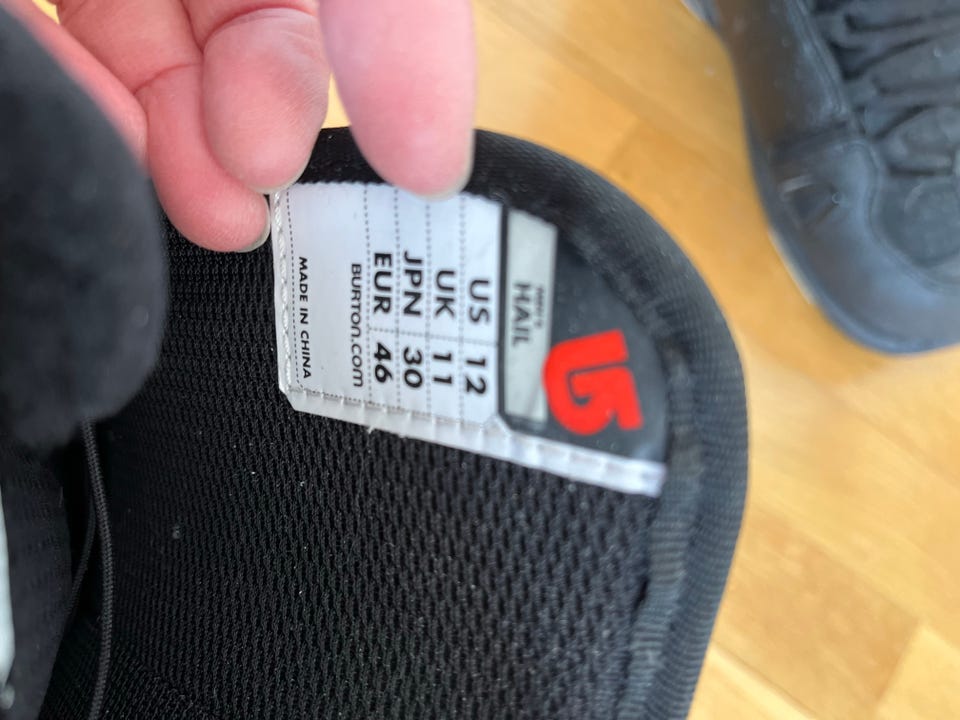 MEN'S
HAIL
US 12
UK 11
JPN 30
EUR 46
BURTON.COM
MADE IN CHINA